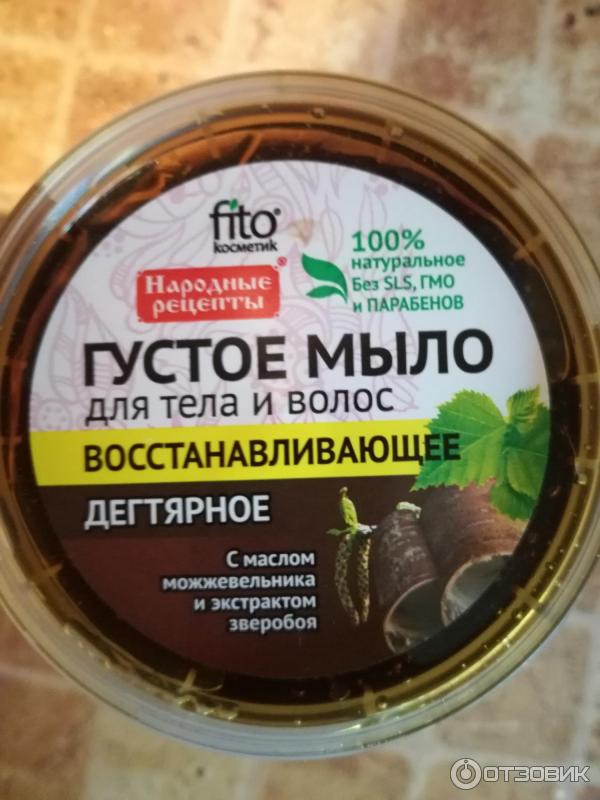 fito®
косметик
Народные
рецепты®
100%
натуральное
Без SLS, ГМО
и ПАРАБЕНОВ
ГУСТОЕ МЫЛО
для тела и волос
ВОССТАНАВЛИВАЮЩЕЕ
ДЕГТЯРНОЕ
С маслом
можжевельника
и экстрактом
зверобоя
ОТЗОВИК